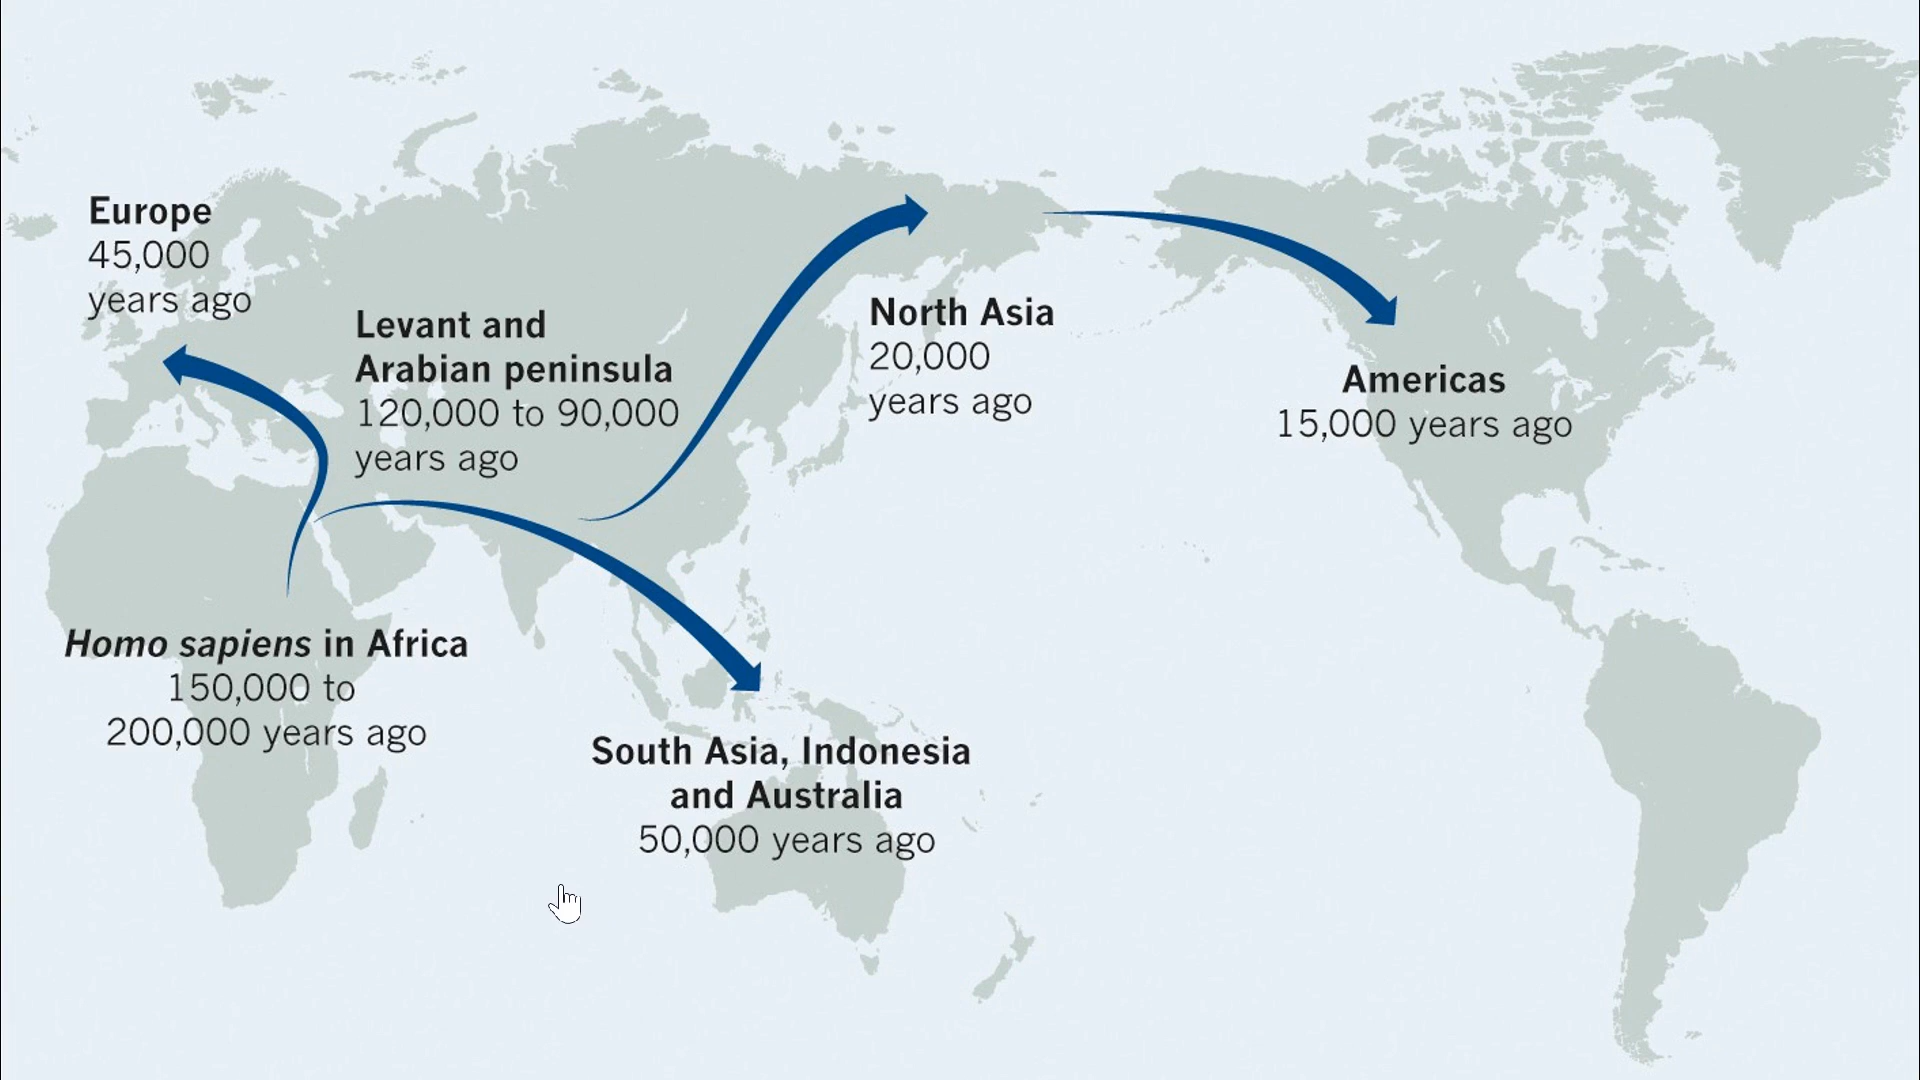 Europe
45,000
years ago
Levant and
Arabian peninsula
120,000 to 90,000
years ago
North Asia
20,000
years ago
Americas
15,000 years ago
Homo sapiens in Africa
150,000 to
200,000 years ago
South Asia, Indonesia
and Australia
50,000 years ago